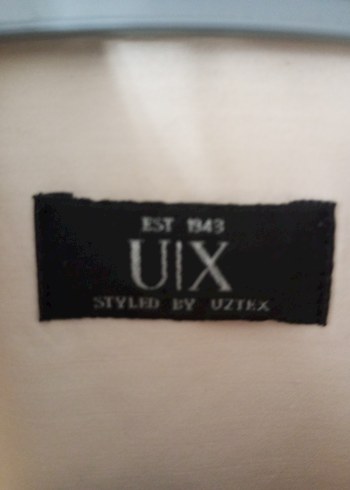 EST 1943
U|X
STYLED BY UZTEX